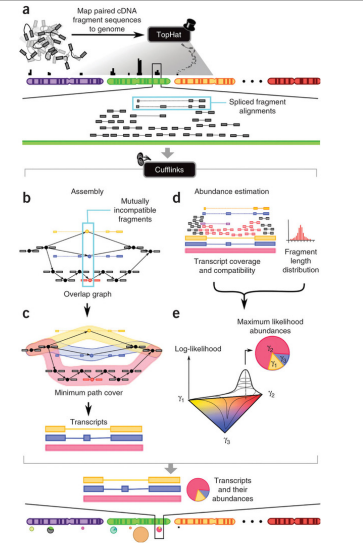 a
Map paired cDNA
fragment sequences
to genome
TopHat
Spliced fragment
alignments
Cufflinks
b
Assembly
Mutually
incompatible
fragments
Overlap graph
c
Minimum path cover
Transcripts
d
Abundance estimation
Transcript coverage
and compatibility
Fragment
length
distribution
e
Maximum likelihood
abundances
Log-likelihood
γ2
γ1
γ3
γ1
γ2
γ3
Transcripts
and their
abundances